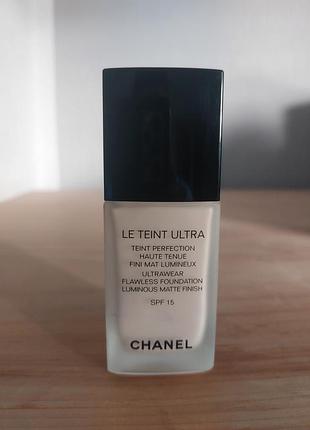 LE TEINT ULTRA
TEINT PERFECTION
HAUTE TENUE
FINI MAT LUMINEUX
ULTRAWEAR
FLAWLESS FOUNDATION
LUMINOUS MATTE FINISH
SPF 15
CHANEL